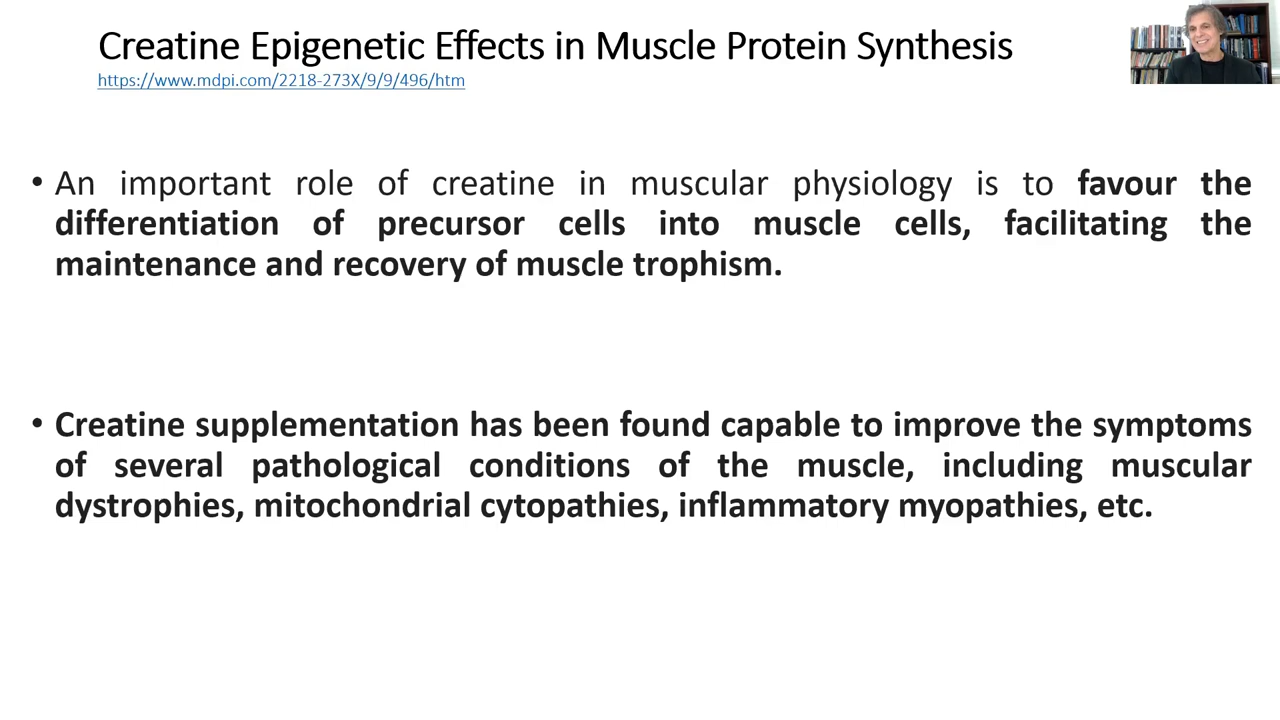 Creatine Epigenetic Effects in Muscle Protein Synthesis
https://www.mdpi.com/2218-273X/9/9/496/htm
• An important role of creatine in muscular physiology is to favour the
differentiation of precursor cells into muscle cells, facilitating the
maintenance and recovery of muscle trophism.
• Creatine supplementation has been found capable to improve the symptoms
of several pathological conditions of the muscle, including muscular
dystrophies, mitochondrial cytopathies, inflammatory myopathies, etc.